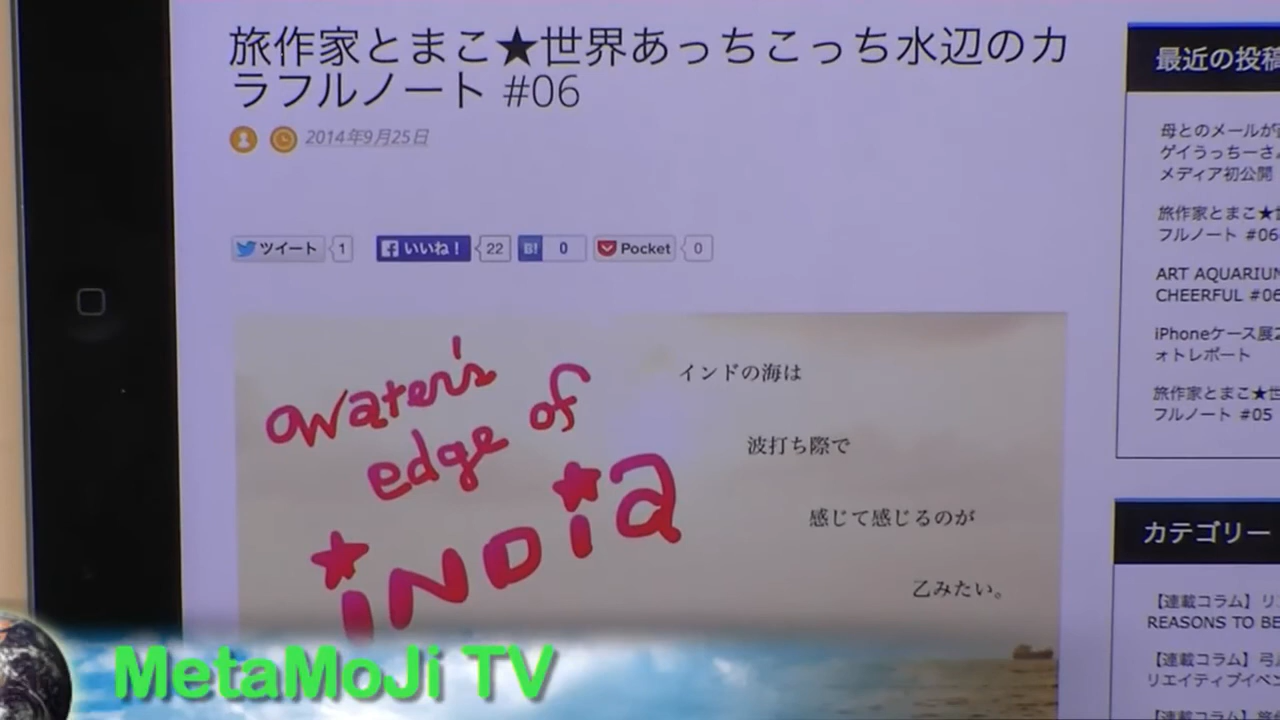 旅作家とまこ★世界あっちこっち水辺のカ
ラフルノート #06
2014年9月25日
ツイート 1 いいね！ 22 B! 0 Pocket 0
water's
edge of
iNDia
インドの海は
波打ち際で
感じて感じるのが
乙みたい。
最近の投稿
母とのメールが
ゲイうっちーさ
メディア初公開
旅作家とまこ★世
フルノート #06
ART AQUARIUM
CHEERFUL #06
iPhoneケース展2
ォトレポート
旅作家とまこ★世
フルノート #05
カテゴリー
【連載コラム】リ
REASONS TO BE
【連載コラム】弓
リエイティブイベン
【連載コラム】旅
MetaMoJi TV